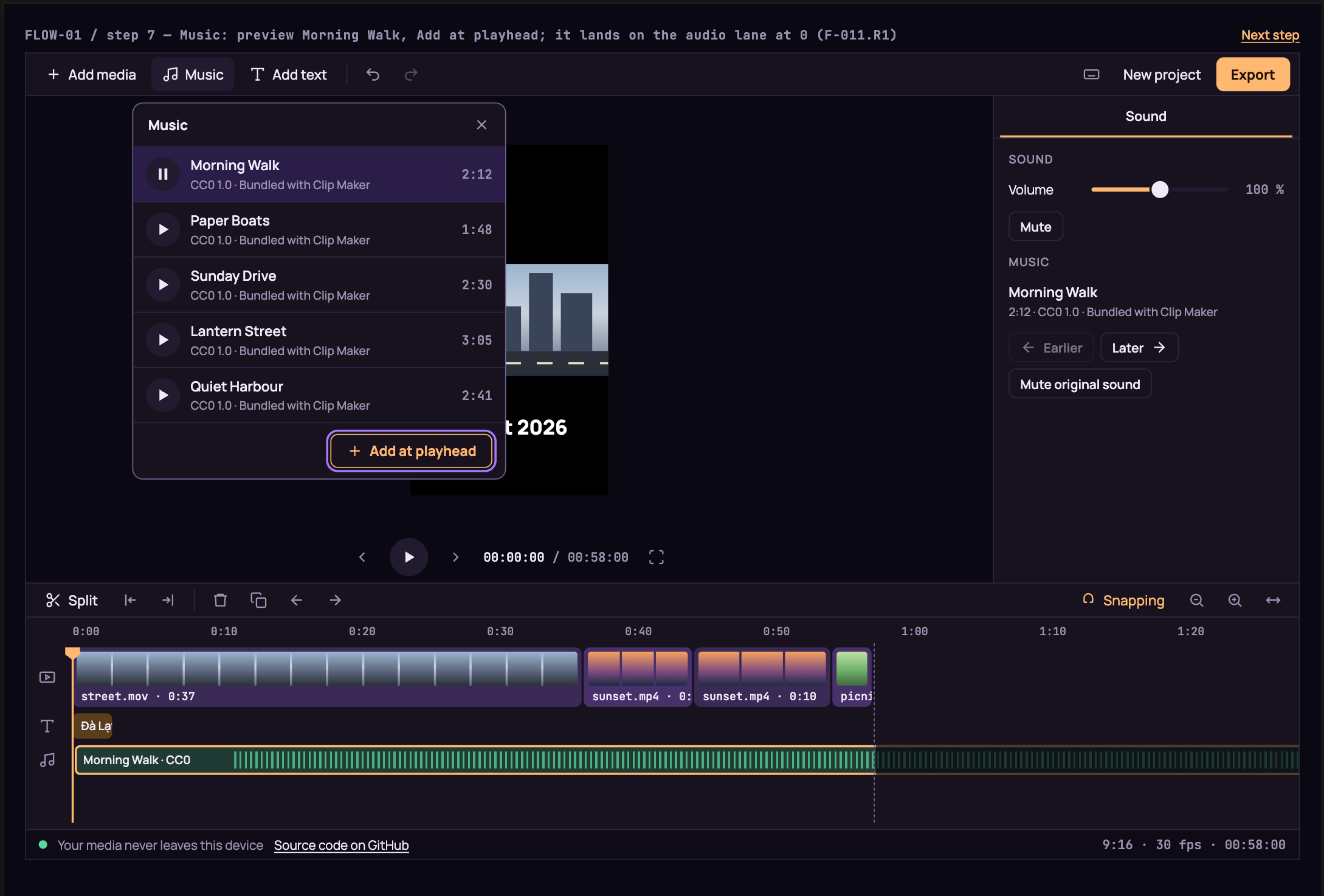 FLOW-01 / step 7 — Music: preview Morning Walk, Add at playhead; it lands on the audio lane at 0 (F-011.R1)
Next step
Add media
Music
Add text
New project
Export
Music
Morning Walk
CC0 1.0 · Bundled with Clip Maker
2:12
Paper Boats
CC0 1.0 · Bundled with Clip Maker
1:48
Sunday Drive
CC0 1.0 · Bundled with Clip Maker
2:30
Lantern Street
CC0 1.0 · Bundled with Clip Maker
3:05
Quiet Harbour
CC0 1.0 · Bundled with Clip Maker
2:41
Add at playhead
t 2026
00:00:00 / 00:58:00
Sound
SOUND
Volume
100 %
Mute
MUSIC
Morning Walk
2:12 · CC0 1.0 · Bundled with Clip Maker
Earlier
Later
Mute original sound
Split
Snapping
0:00 0:10 0:20 0:30 0:40 0:50 1:00 1:10 1:20
street.mov · 0:37
sunset.mp4 · 0:
sunset.mp4 · 0:10
picni
Đà Lạ
Morning Walk · CC0
Your media never leaves this device
Source code on GitHub
9:16 · 30 fps · 00:58:00